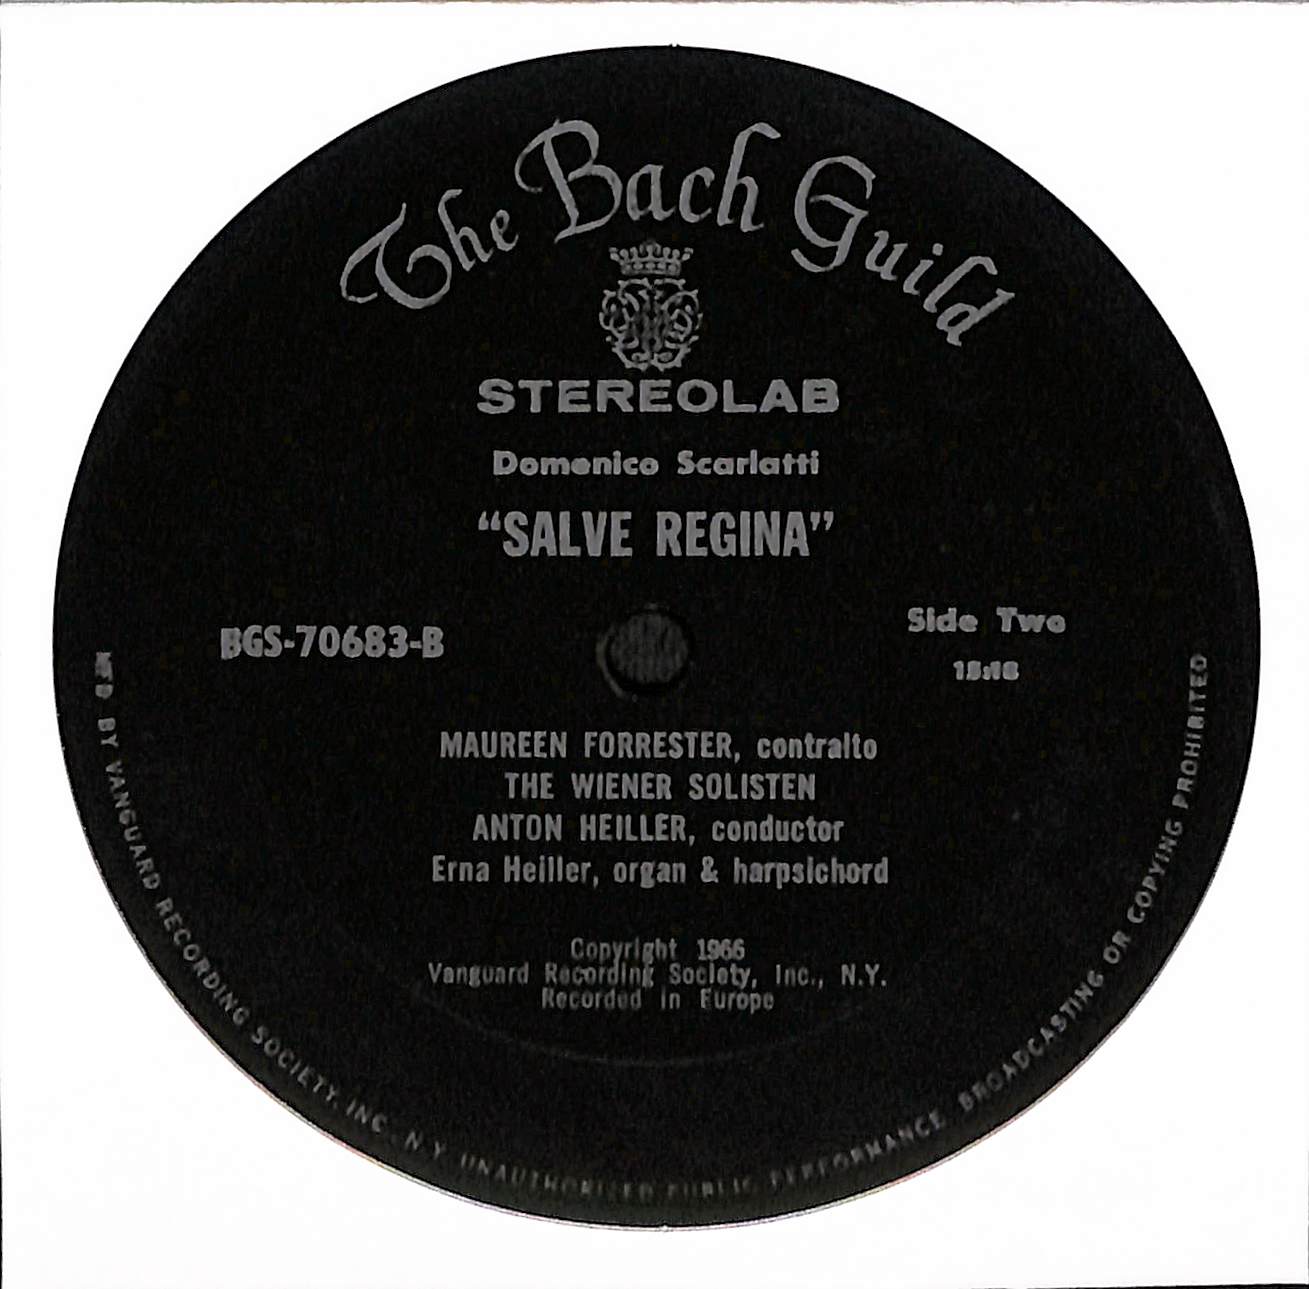 The Bach Guild
STEREOLAB
Domenico Scarlatti
“SALVE REGINA”
BGS-70683-B
Side Two
MAUREEN FORRESTER, contralto
THE WIENER SOLISTEN
ANTON HEILLER, conductor
Erna Heiller, organ & harpsichord
Copyright 1966
Vanguard Recording Society, Inc., N.Y.
Recorded in Europe
MF'D BY VANGUARD RECORDING SOCIETY, INC., N.Y. UNAUTHORIZED PUBLIC PERFORMANCE, BROADCASTING OR COPYING PROHIBITED